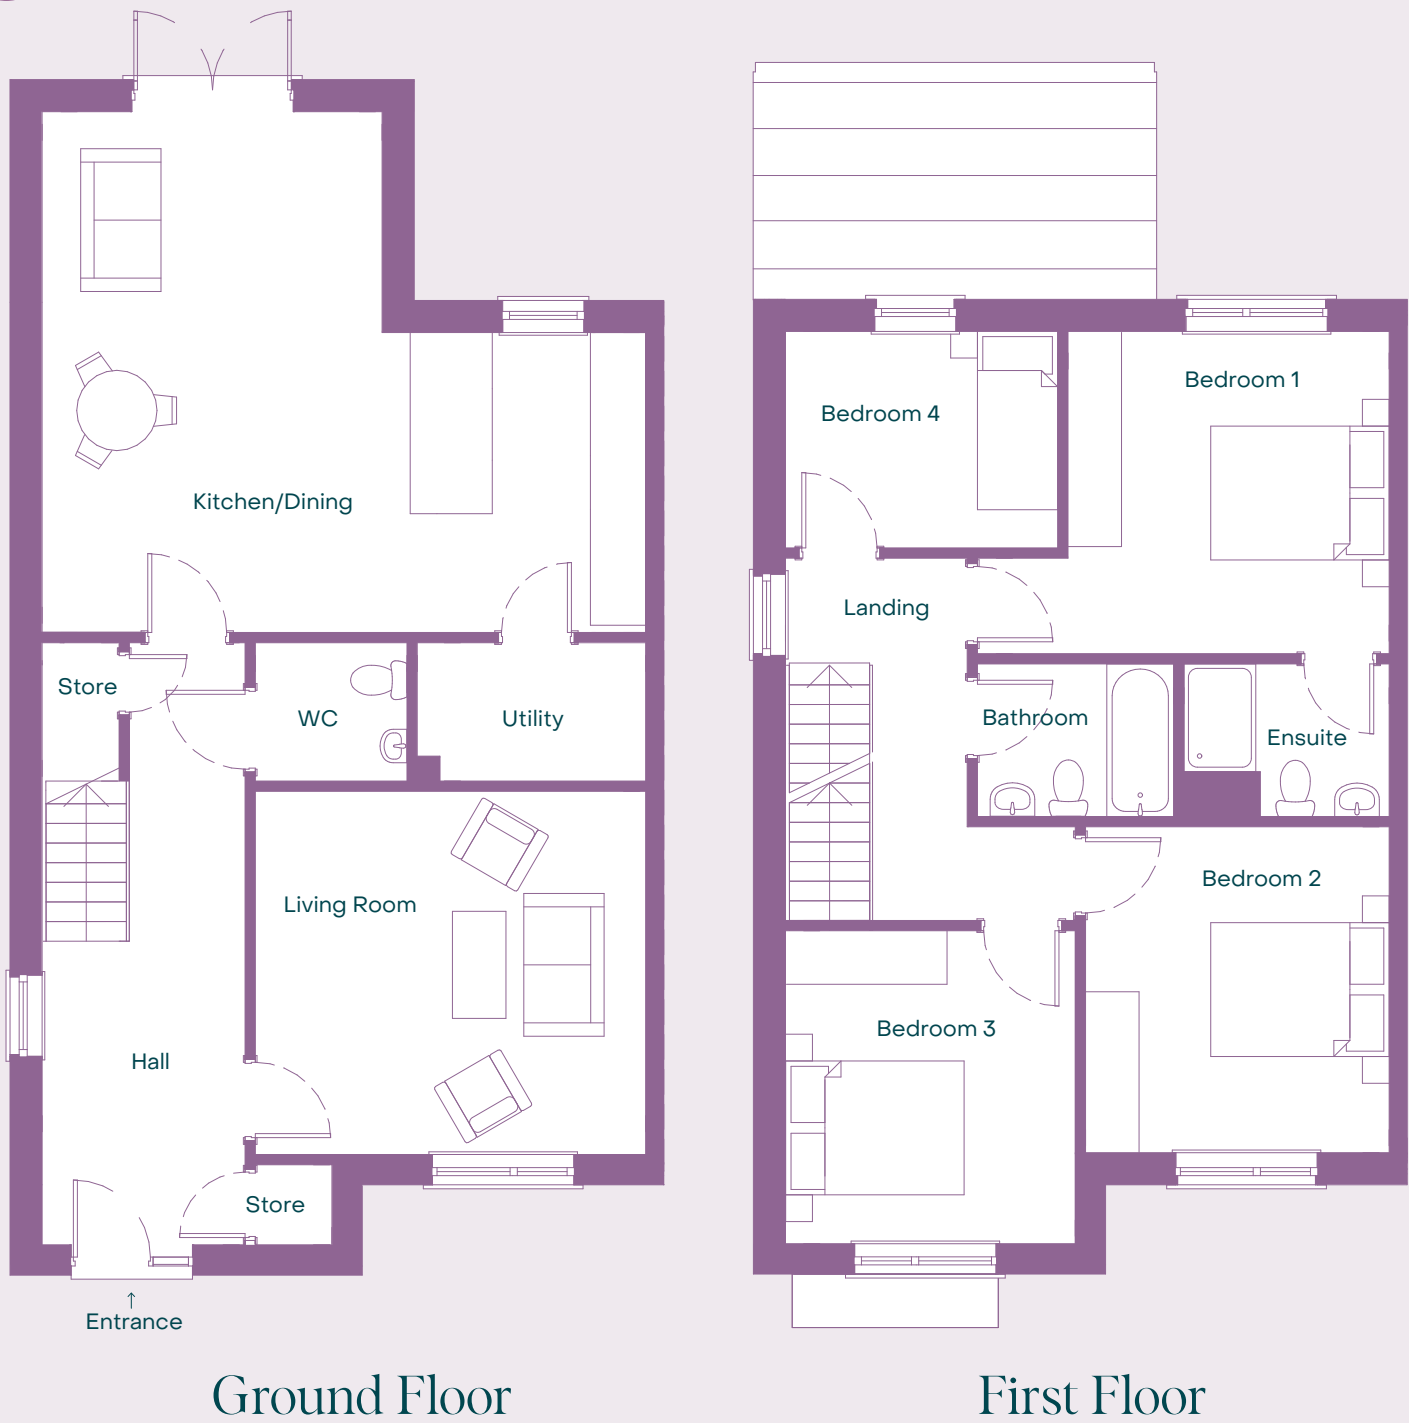 Kitchen/Dining
Store
WC
Utility
Living Room
Hall
Store
Entrance
Ground Floor
Bedroom 4
Bedroom 1
Landing
Bathroom
Ensuite
Bedroom 2
Bedroom 3
First Floor